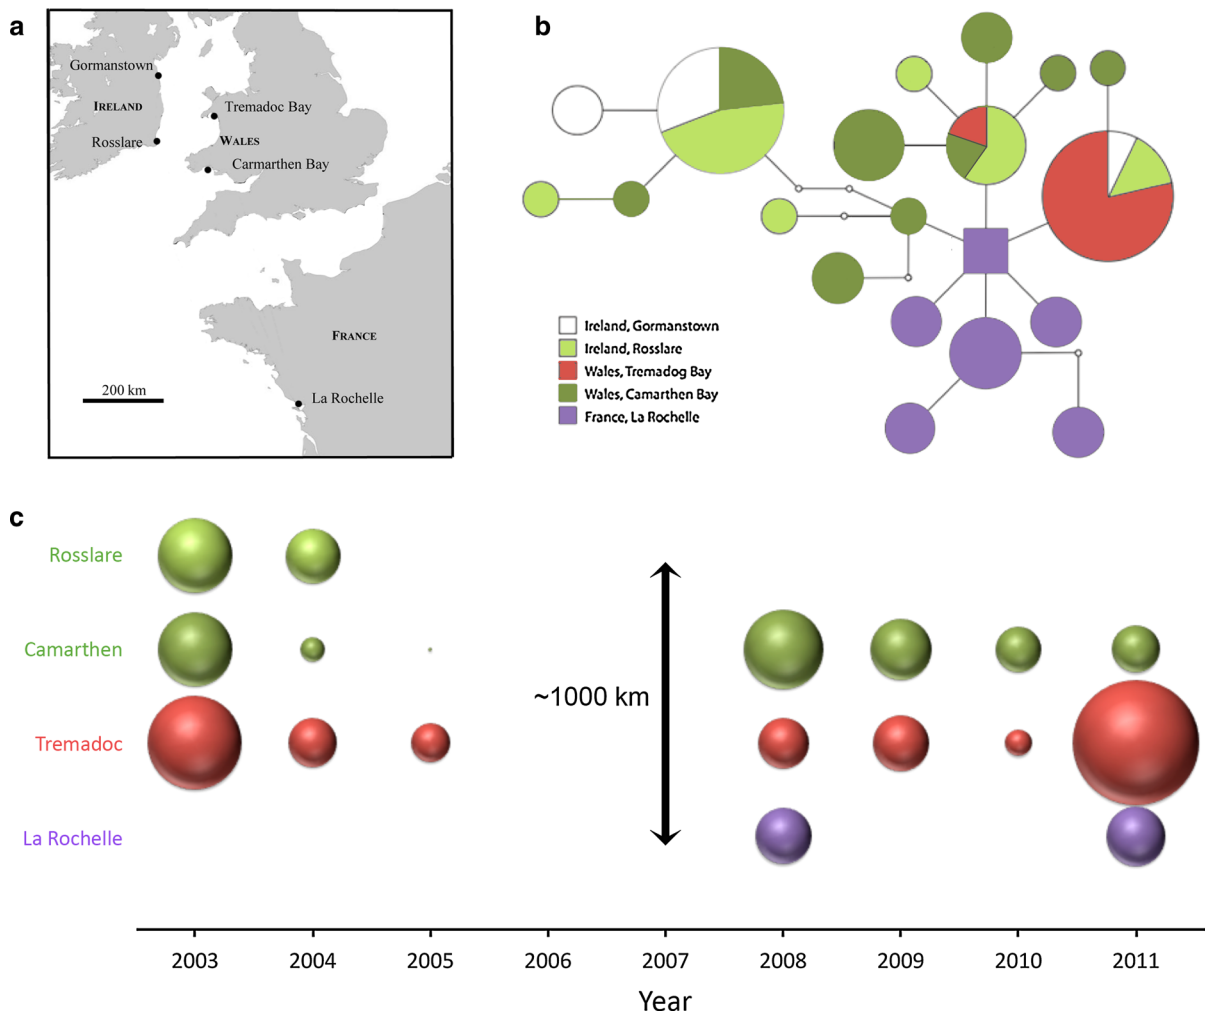 a
Gormanstown
IRELAND
Tremadoc Bay
Rosslare
WALES
Carmarthen Bay
FRANCE
200 km
La Rochelle
b
Ireland, Gormanstown
Ireland, Rosslare
Wales, Tremadog Bay
Wales, Camarthen Bay
France, La Rochelle
c
Rosslare
Camarthen
~1000 km
Tremadoc
La Rochelle
2003 2004 2005 2006 2007 2008 2009 2010 2011
Year